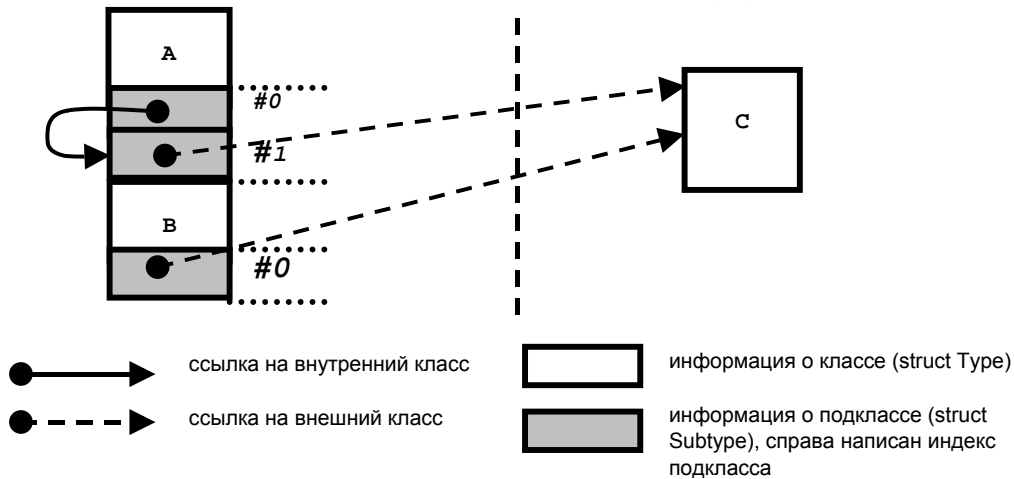 A
#0
#1
B
#0
C
ссылка на внутренний класс
ссылка на внешний класс
информация о классе (struct Type)
информация о подклассе (struct
Subtype), справа написан индекс
подкласса